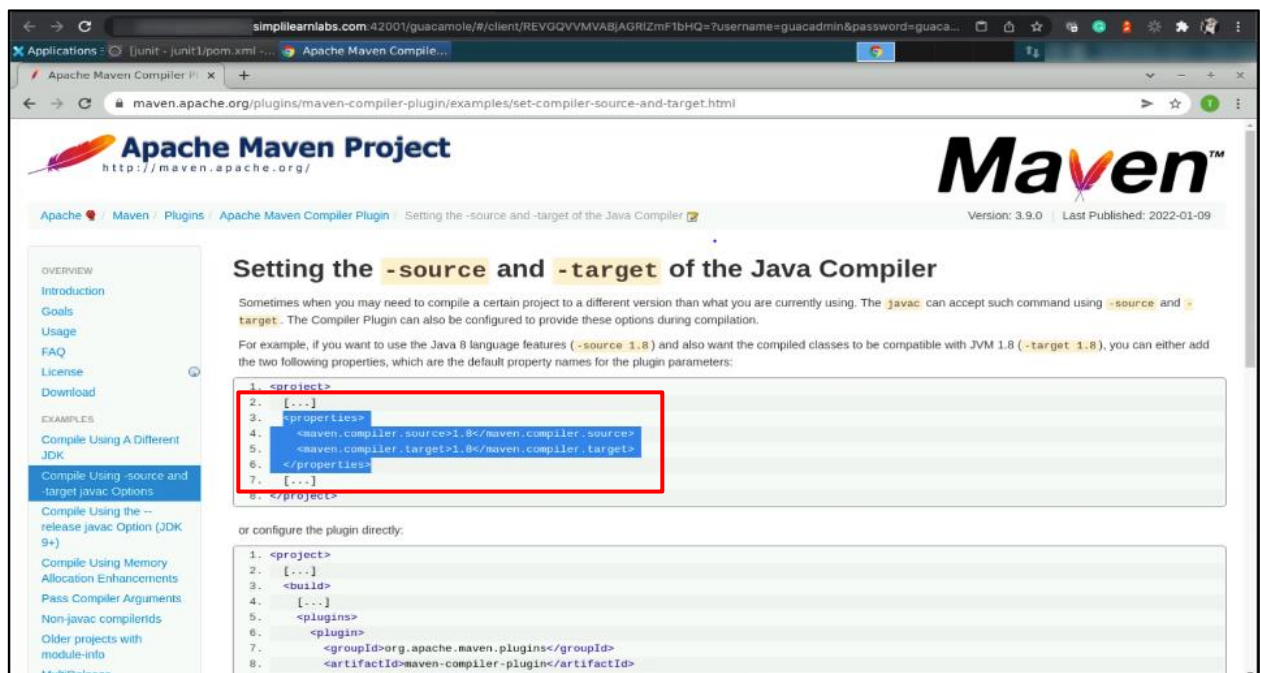 simplilearnlabs.com:42001/guacamole/#/client/REVGQVVMVABjAGRlZmF1bHQ=?username=guacadmin&password=guaca...
Applications [junit - junit1/pom.xml -... Apache Maven Compile...
Apache Maven Compiler Pl
maven.apache.org/plugins/maven-compiler-plugin/examples/set-compiler-source-and-target.html
Apache Maven Project
http://maven.apache.org/
Maven™
Apache / Maven / Plugins / Apache Maven Compiler Plugin / Setting the -source and -target of the Java Compiler
Version: 3.9.0 | Last Published: 2022-01-09
OVERVIEW
Introduction
Goals
Usage
FAQ
License
Download
EXAMPLES
Compile Using A Different
JDK
Compile Using -source and
-target javac Options
Compile Using the --
release javac Option (JDK
9+)
Compile Using Memory
Allocation Enhancements
Pass Compiler Arguments
Non-javac compilerIds
Older projects with
module-info
Setting the -source and -target of the Java Compiler
Sometimes when you may need to compile a certain project to a different version than what you are currently using. The javac can accept such command using -source and -
target. The Compiler Plugin can also be configured to provide these options during compilation.
For example, if you want to use the Java 8 language features (-source 1.8) and also want the compiled classes to be compatible with JVM 1.8 (-target 1.8), you can either add
the two following properties, which are the default property names for the plugin parameters:
1. <project>
2. [...]
3. <properties>
4. <maven.compiler.source>1.8</maven.compiler.source>
5. <maven.compiler.target>1.8</maven.compiler.target>
6. </properties>
7. [...]
8. </project>
or configure the plugin directly:
1. <project>
2. [...]
3. <build>
4. [...]
5. <plugins>
6. <plugin>
7. <groupId>org.apache.maven.plugins</groupId>
8. <artifactId>maven-compiler-plugin</artifactId>